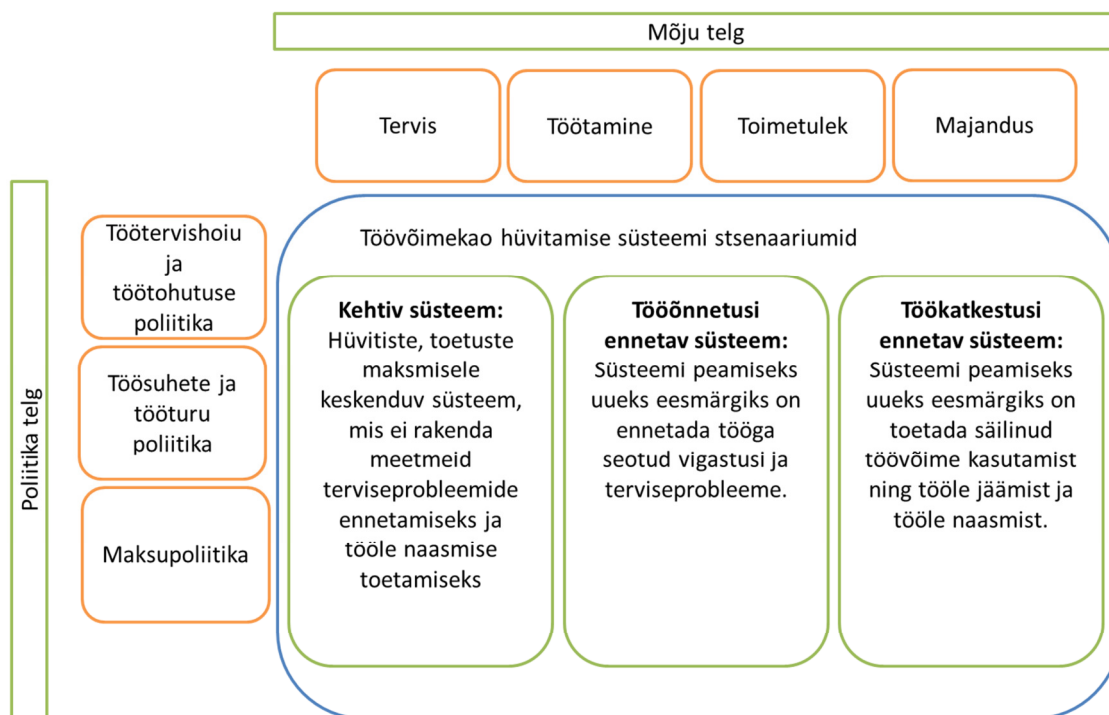 Mõju telg
Tervis
Töötamine
Toimetulek
Majandus
Poliitika telg
Töötervishoiu
ja
töötohutuse
poliitika
Töösuhete ja
tööturu
poliitika
Maksupoliitika
Töövõimekao hüvitamise süsteemi stsenaariumid
Kehtiv süsteem:
Hüvitiste, toetuste
maksmisele
keskenduv süsteem,
mis ei rakenda
meetmeid
terviseprobleemide
ennetamiseks ja
tööle naasmise
toetamiseks
Tööõnnetusi
ennetav süsteem:
Süsteemi peamiseks
uueks eesmärgiks on
ennetada tööga
seotud vigastusi ja
terviseprobleeme.
Töökatkestusi
ennetav süsteem:
Süsteemi peamiseks
uueks eesmärgiks on
toetada säilinud
töövõime kasutamist
ning tööle jäämist ja
tööle naasmist.